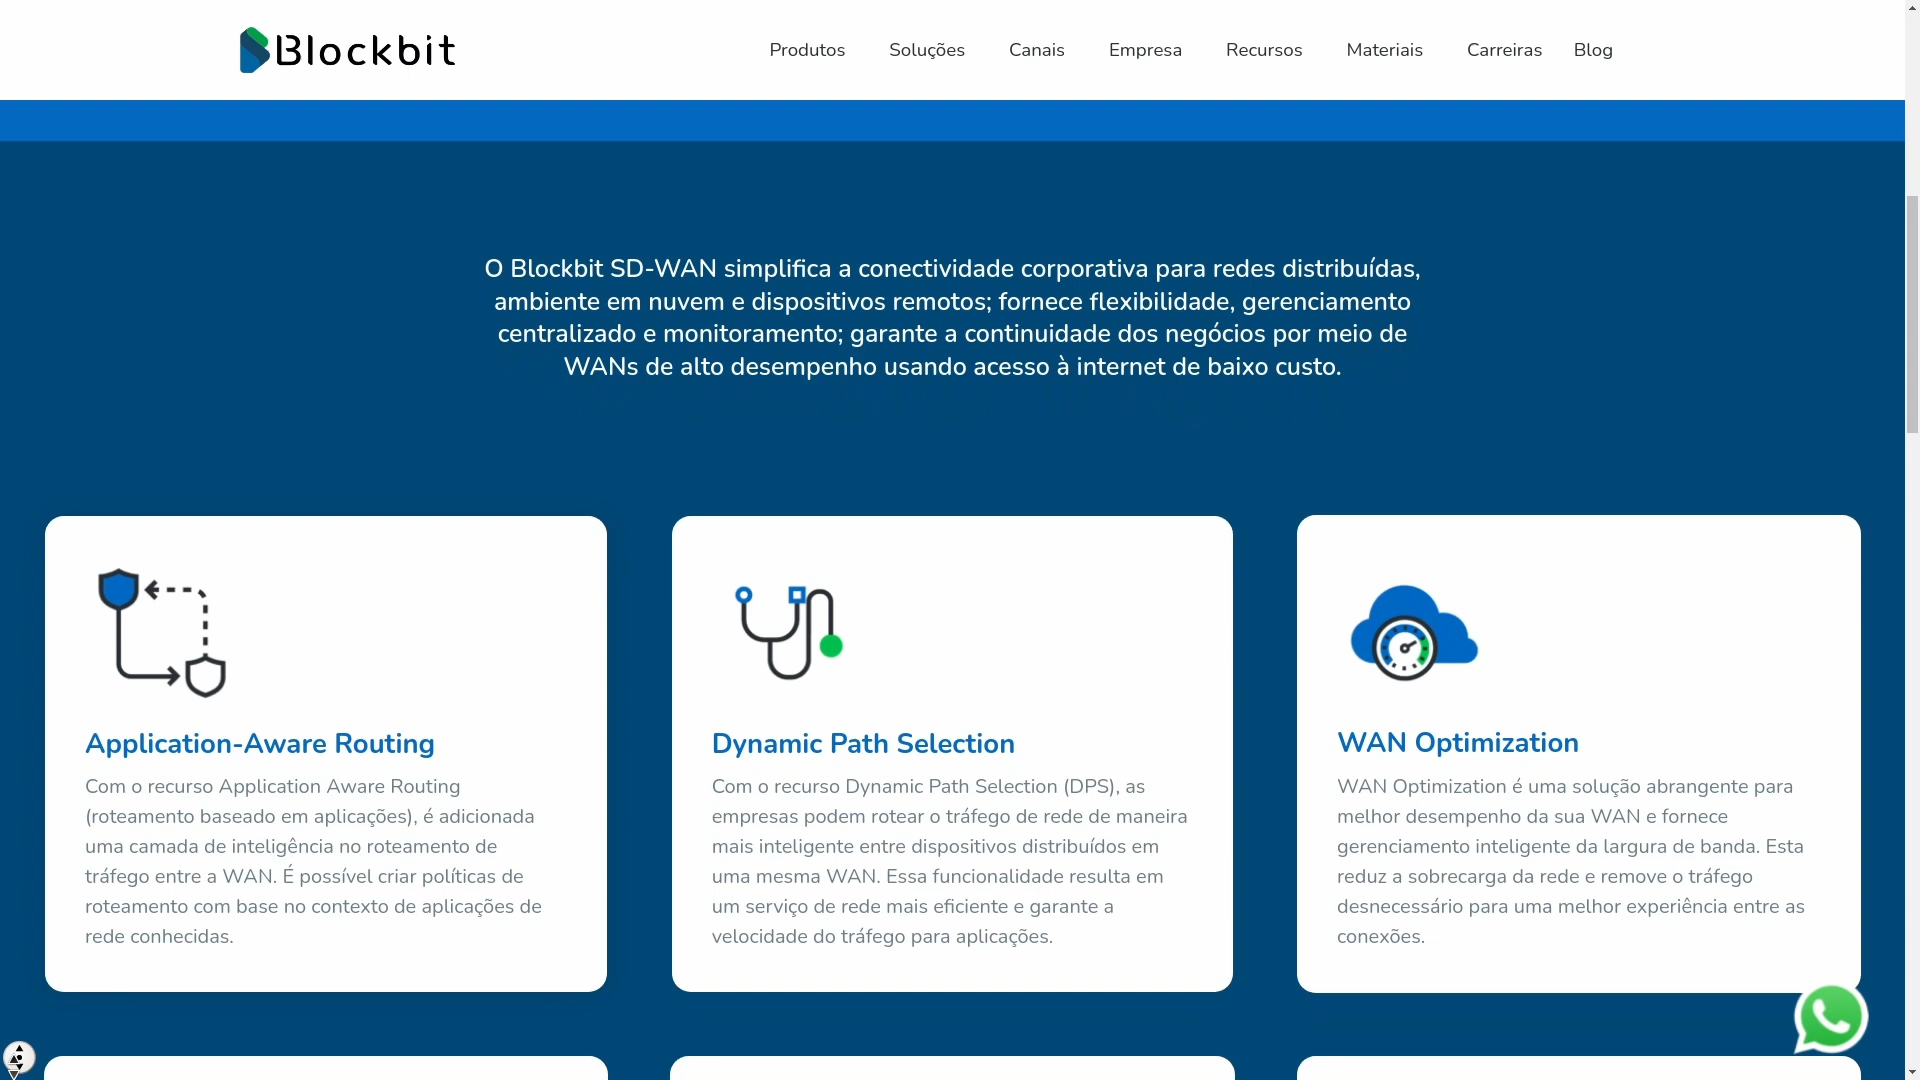 Blockbit
Produtos Soluções Canais Empresa Recursos Materiais Carreiras Blog
O Blockbit SD-WAN simplifica a conectividade corporativa para redes distribuídas,
ambiente em nuvem e dispositivos remotos; fornece flexibilidade, gerenciamento
centralizado e monitoramento; garante a continuidade dos negócios por meio de
WANs de alto desempenho usando acesso à internet de baixo custo.
Application-Aware Routing
Com o recurso Application Aware Routing
(roteamento baseado em aplicações), é adicionada
uma camada de inteligência no roteamento de
tráfego entre a WAN. É possível criar políticas de
roteamento com base no contexto de aplicações de
rede conhecidas.
Dynamic Path Selection
Com o recurso Dynamic Path Selection (DPS), as
empresas podem rotear o tráfego de rede de maneira
mais inteligente entre dispositivos distribuídos em
uma mesma WAN. Essa funcionalidade resulta em
um serviço de rede mais eficiente e garante a
velocidade do tráfego para aplicações.
WAN Optimization
WAN Optimization é uma solução abrangente para
melhor desempenho da sua WAN e fornece
gerenciamento inteligente da largura de banda. Esta
reduz a sobrecarga da rede e remove o tráfego
desnecessário para uma melhor experiência entre as
conexões.